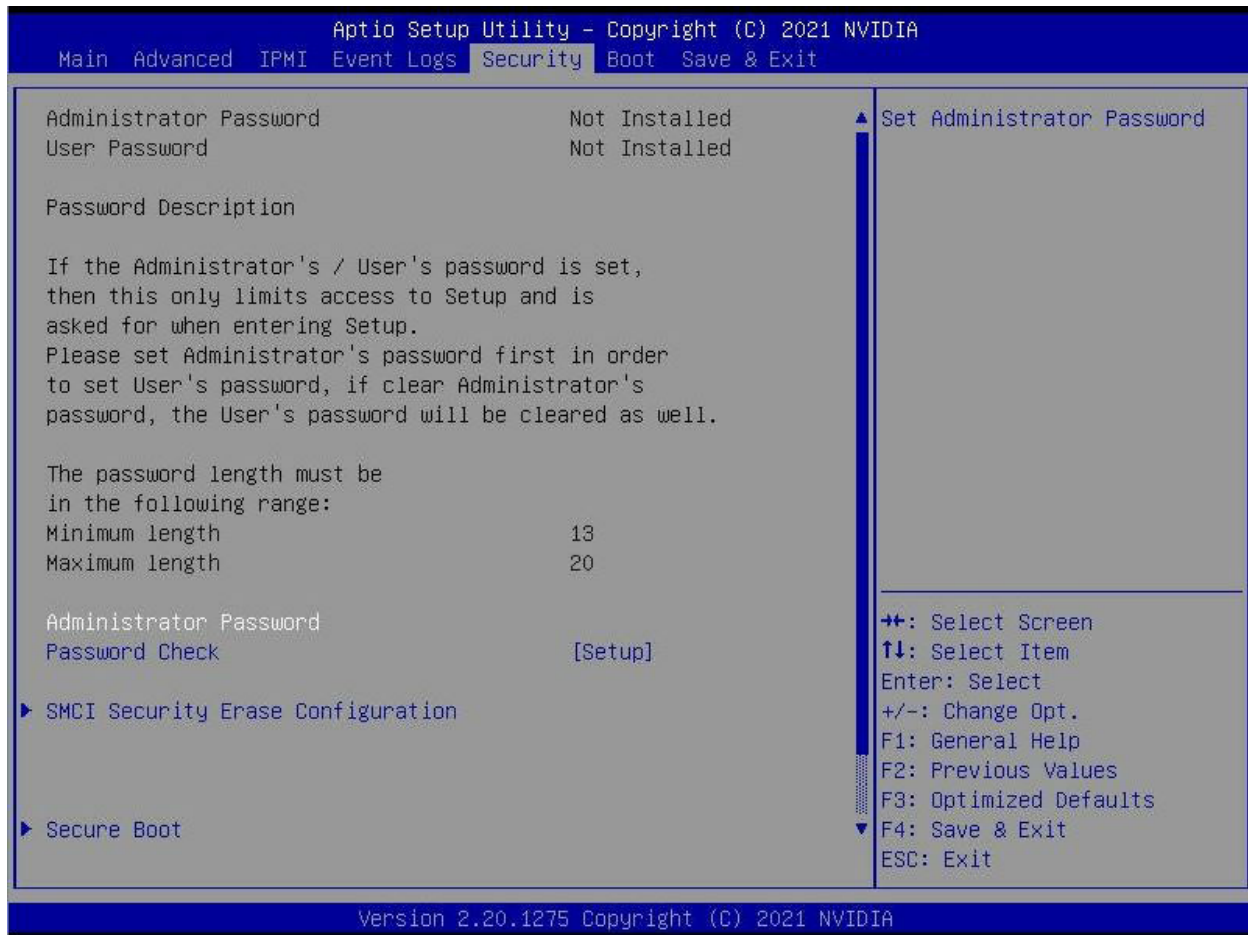 Aptio Setup Utility – Copyright (C) 2021 NVIDIA
Main Advanced IPMI Event Logs Security Boot Save & Exit
Administrator Password Not Installed
User Password Not Installed
Password Description
If the Administrator's / User's password is set,
then this only limits access to Setup and is
asked for when entering Setup.
Please set Administrator's password first in order
to set User's password, if clear Administrator's
password, the User's password will be cleared as well.
The password length must be
in the following range:
Minimum length 13
Maximum length 20
Administrator Password
Password Check [Setup]
▶ SMCI Security Erase Configuration
▶ Secure Boot
Set Administrator Password
→←: Select Screen
↑↓: Select Item
Enter: Select
+/-: Change Opt.
F1: General Help
F2: Previous Values
F3: Optimized Defaults
F4: Save & Exit
ESC: Exit
Version 2.20.1275 Copyright (C) 2021 NVIDIA